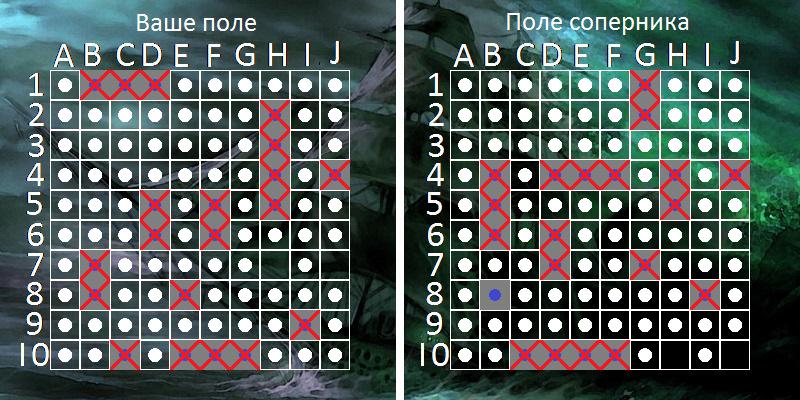 Ваше поле
Поле соперника
A B C D E F G H I J
A B C D E F G H I J
1 1
2 2
3 3
4 4
5 5
6 6
7 7
8 8
9 9
10 10